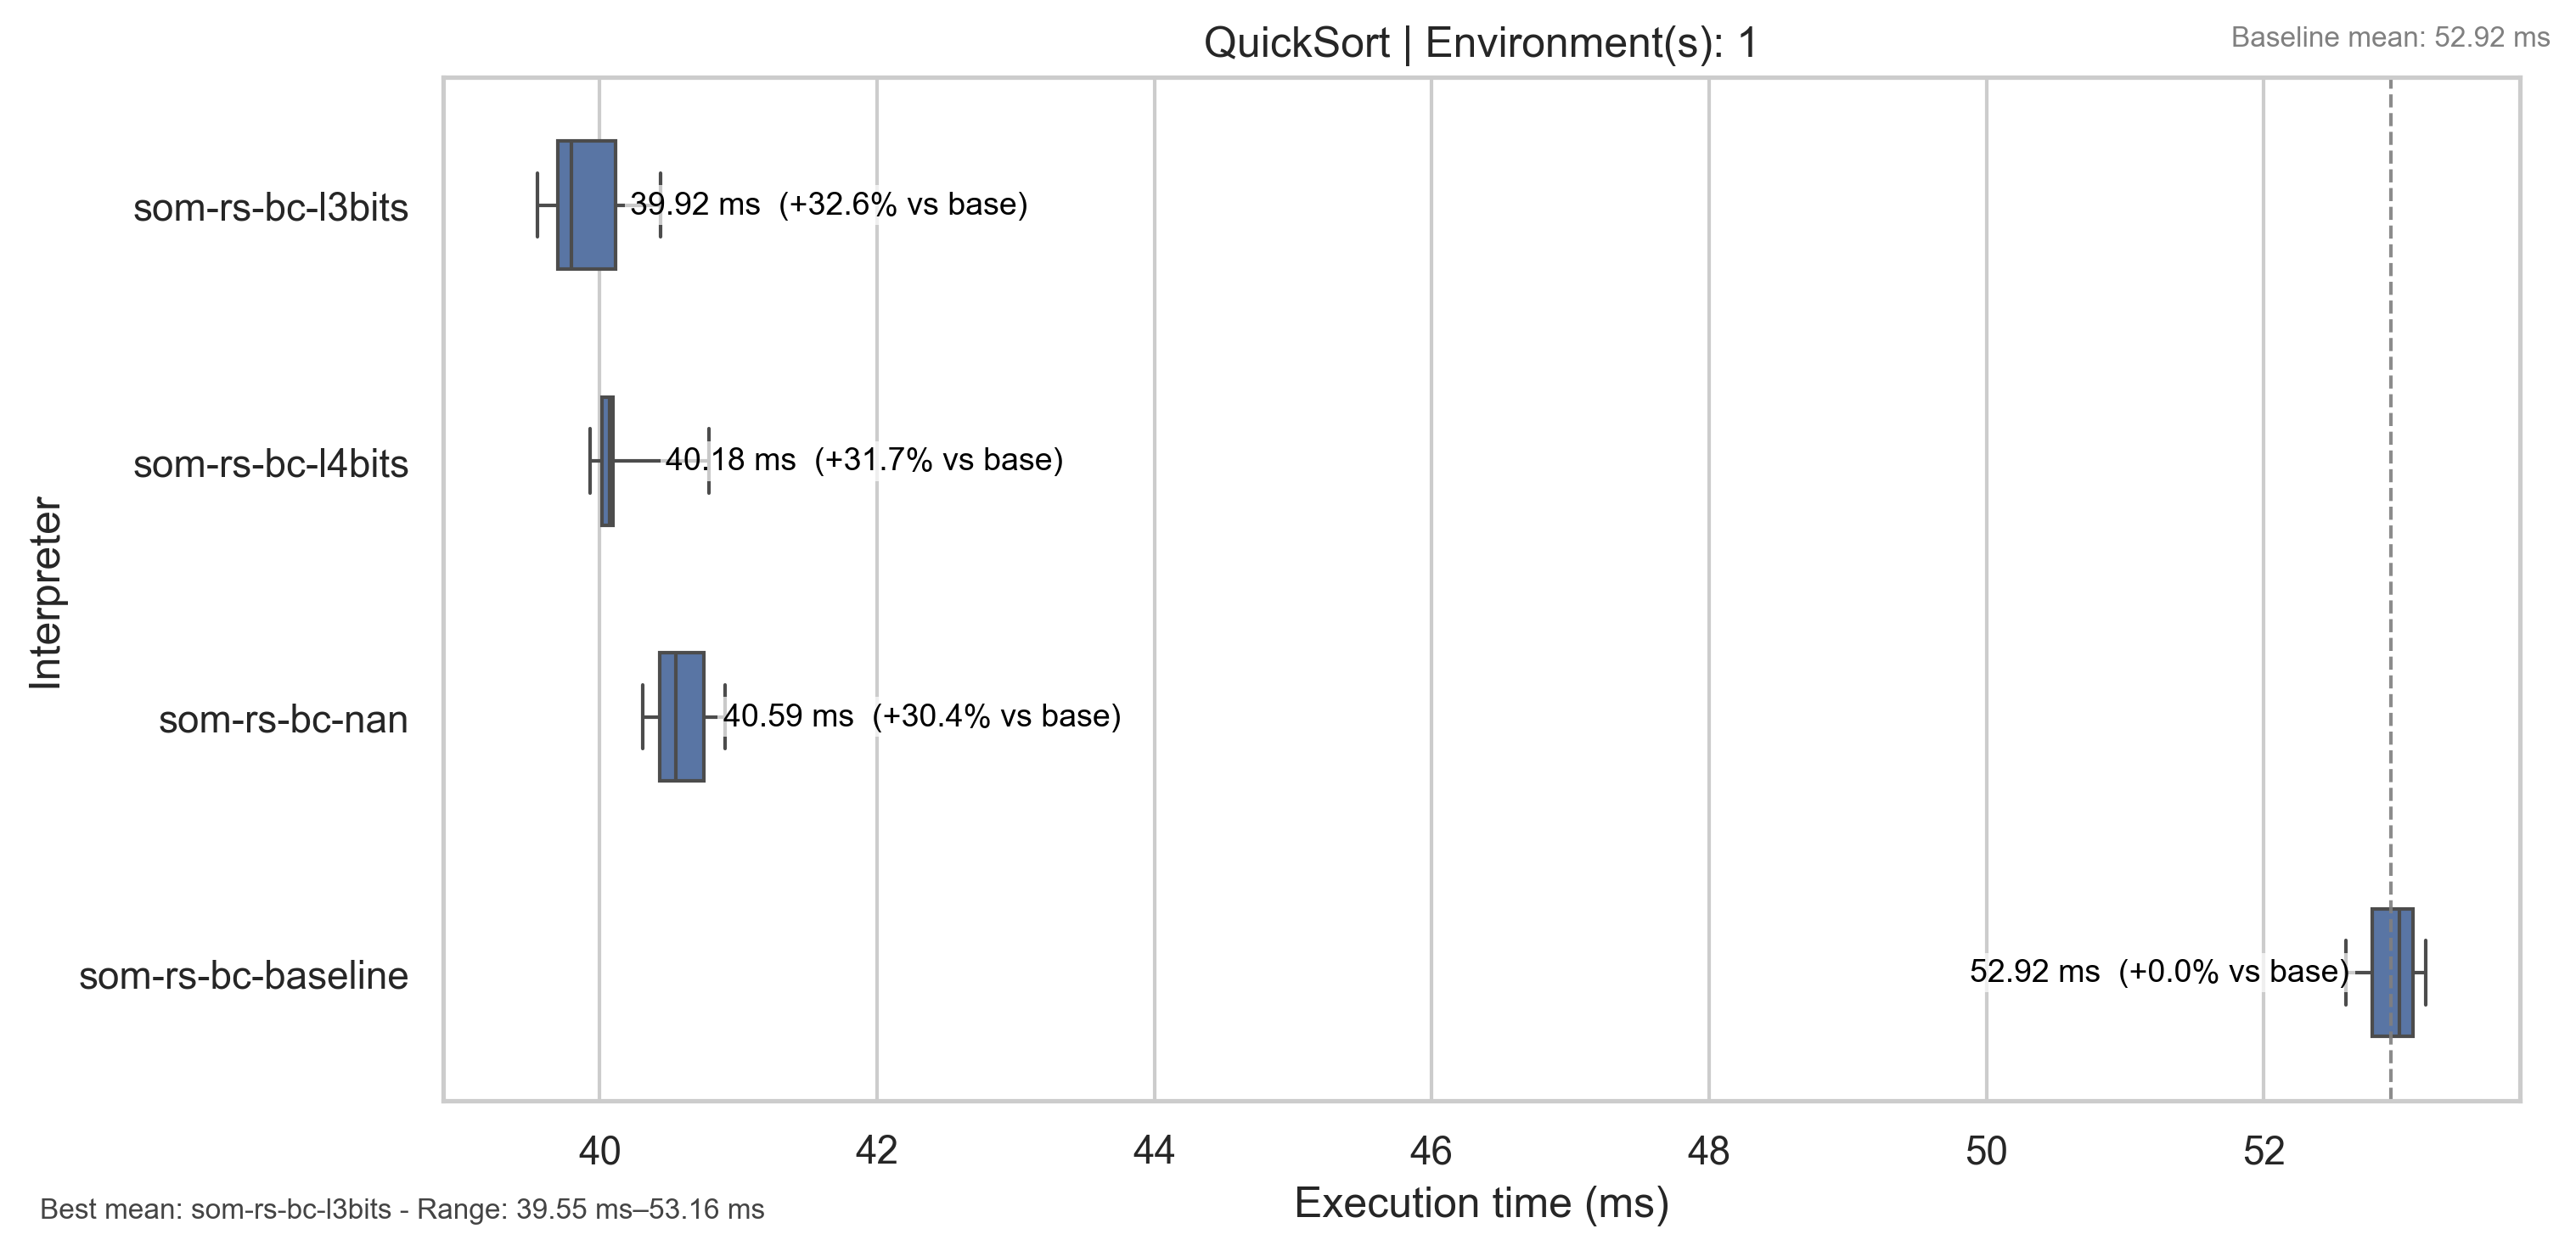 QuickSort | Environment(s): 1
Baseline mean: 52.92 ms
Interpreter
som-rs-bc-l3bits
39.92 ms (+32.6% vs base)
som-rs-bc-l4bits
40.18 ms (+31.7% vs base)
som-rs-bc-nan
40.59 ms (+30.4% vs base)
som-rs-bc-baseline
52.92 ms (+0.0% vs base)
40 42 44 46 48 50 52
Execution time (ms)
Best mean: som-rs-bc-l3bits - Range: 39.55 ms–53.16 ms